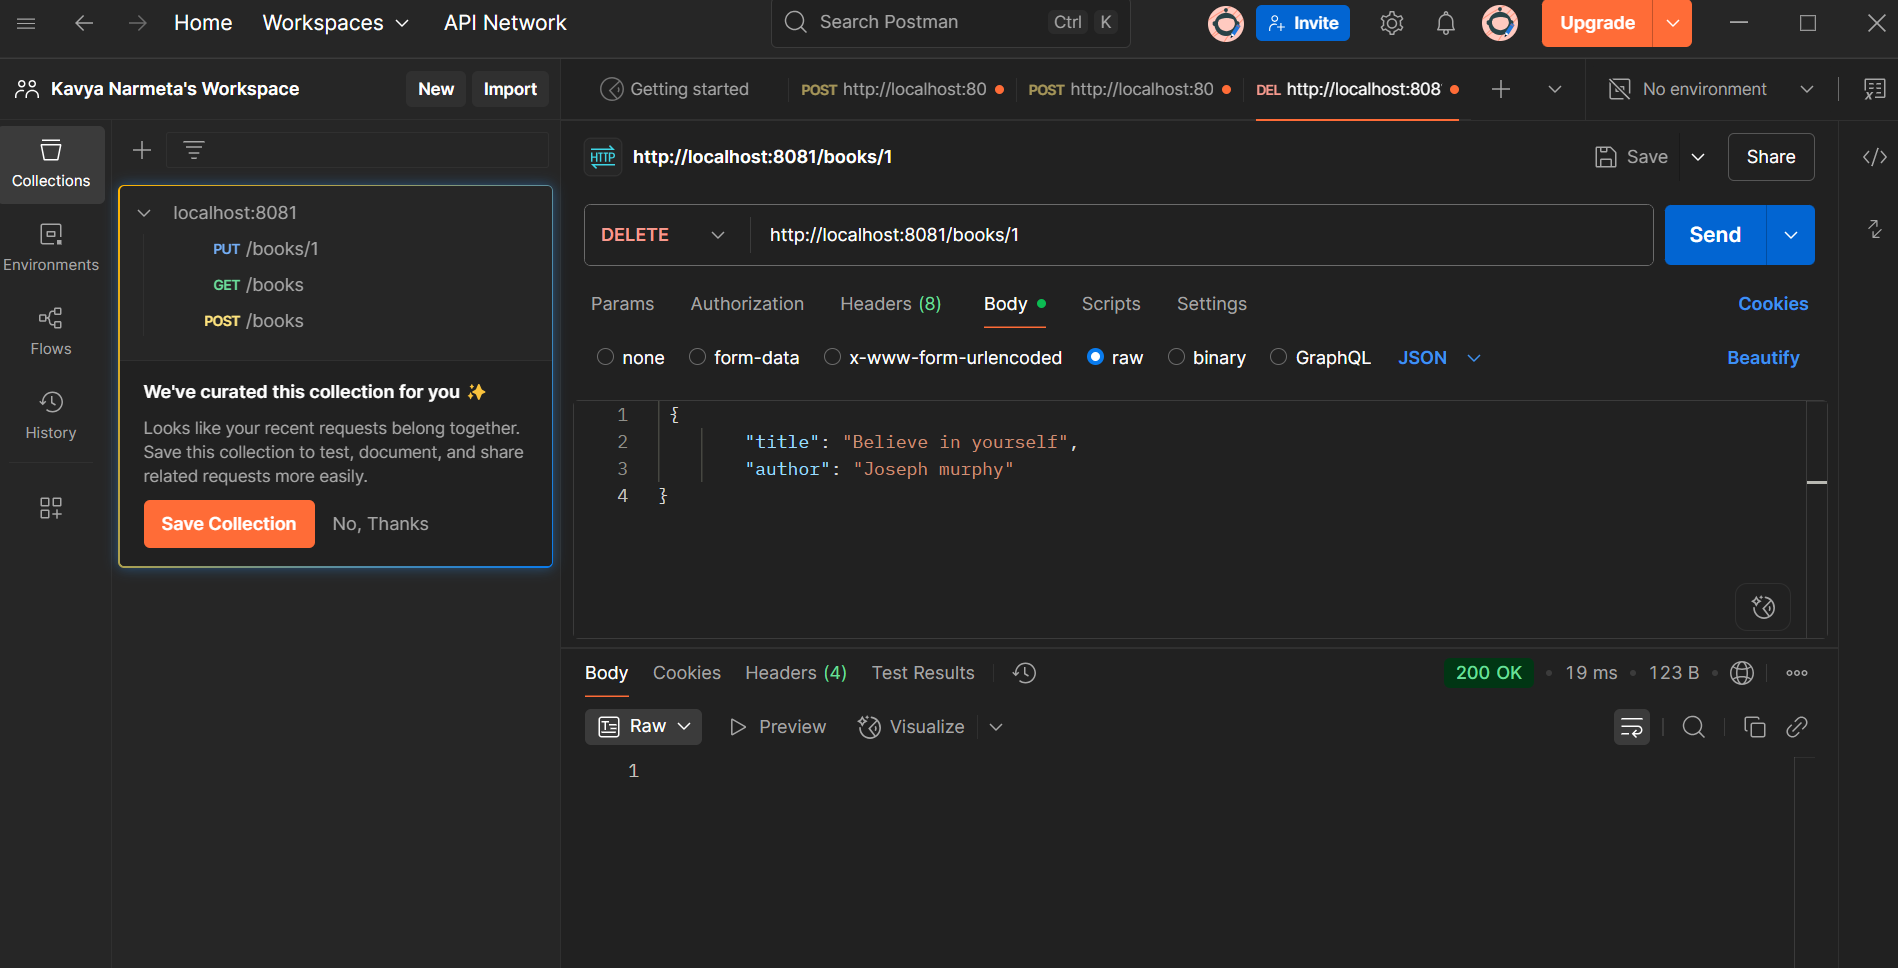 Home Workspaces API Network Search Postman Ctrl K Invite Upgrade
Kavya Narmeta's Workspace New Import
Getting started POST http://localhost:80 POST http://localhost:80 DEL http://localhost:808 No environment
Collections
Environments
Flows
History
localhost:8081
PUT /books/1
GET /books
POST /books
We've curated this collection for you ✨
Looks like your recent requests belong together.
Save this collection to test, document, and share
related requests more easily.
Save Collection No, Thanks
HTTP http://localhost:8081/books/1 Save Share
DELETE http://localhost:8081/books/1 Send
Params Authorization Headers (8) Body Scripts Settings Cookies
none form-data x-www-form-urlencoded raw binary GraphQL JSON Beautify
1 {
2 "title": "Believe in yourself",
3 "author": "Joseph murphy"
4 }
Body Cookies Headers (4) Test Results 200 OK • 19 ms • 123 B
Raw Preview Visualize
1